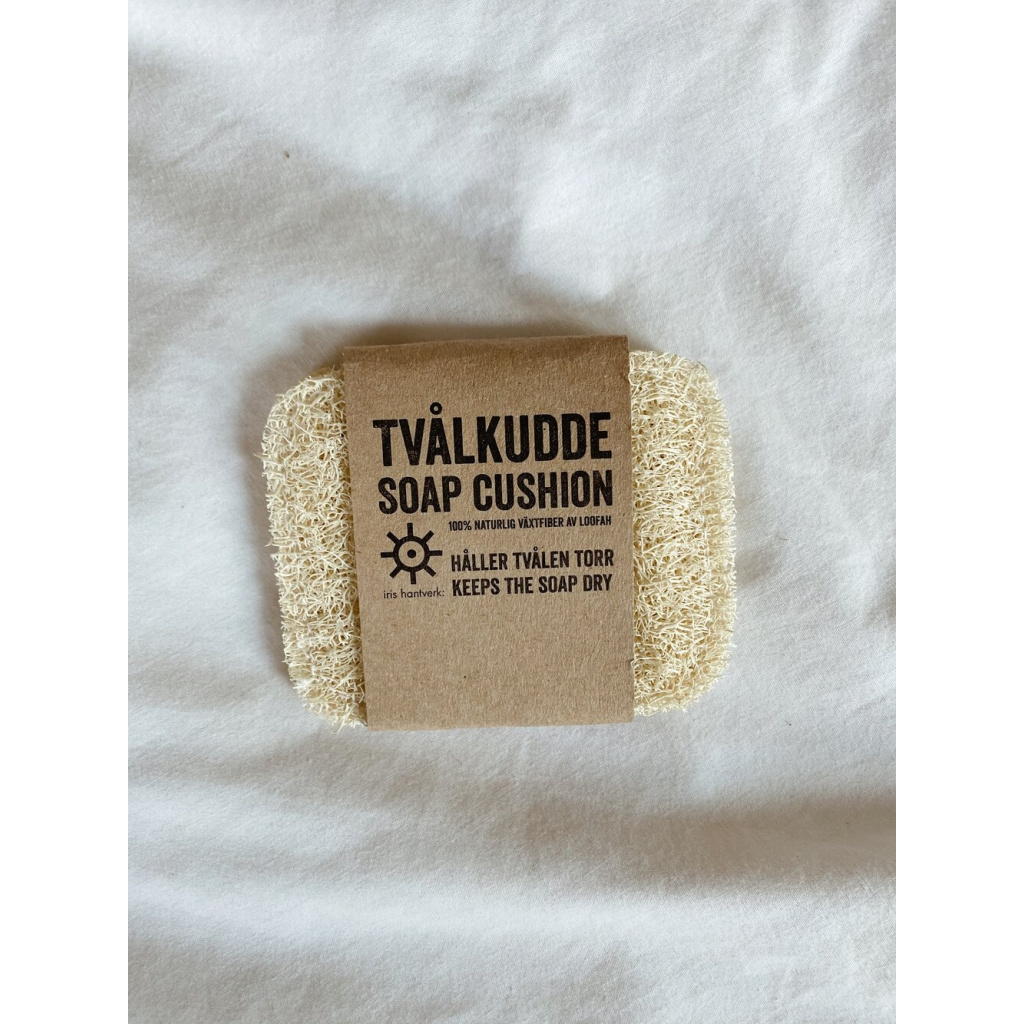 TVÅLKUDDE
SOAP CUSHION
100% NATURLIG VÄXTFIBER AV LOOFAH
HÅLLER TVÅLEN TORR
KEEPS THE SOAP DRY
iris hantverk: